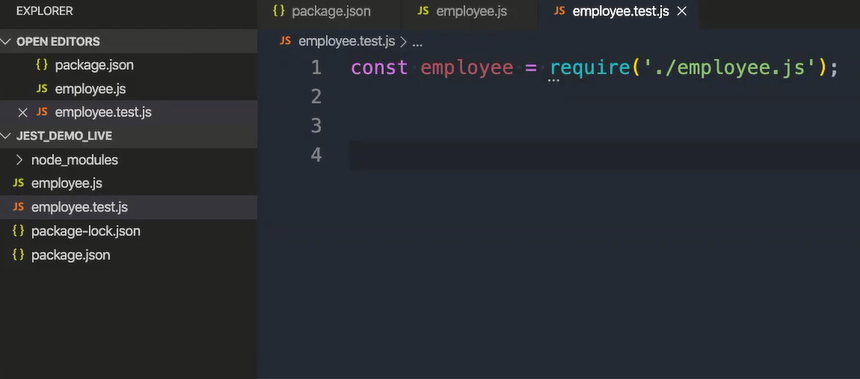 EXPLORER
OPEN EDITORS
{} package.json
JS employee.js
JS employee.test.js
JEST_DEMO_LIVE
node_modules
JS employee.js
JS employee.test.js
{} package-lock.json
{} package.json
{} package.json JS employee.js JS employee.test.js
JS employee.test.js > ...
1 const employee = require('./employee.js');
2
3
4